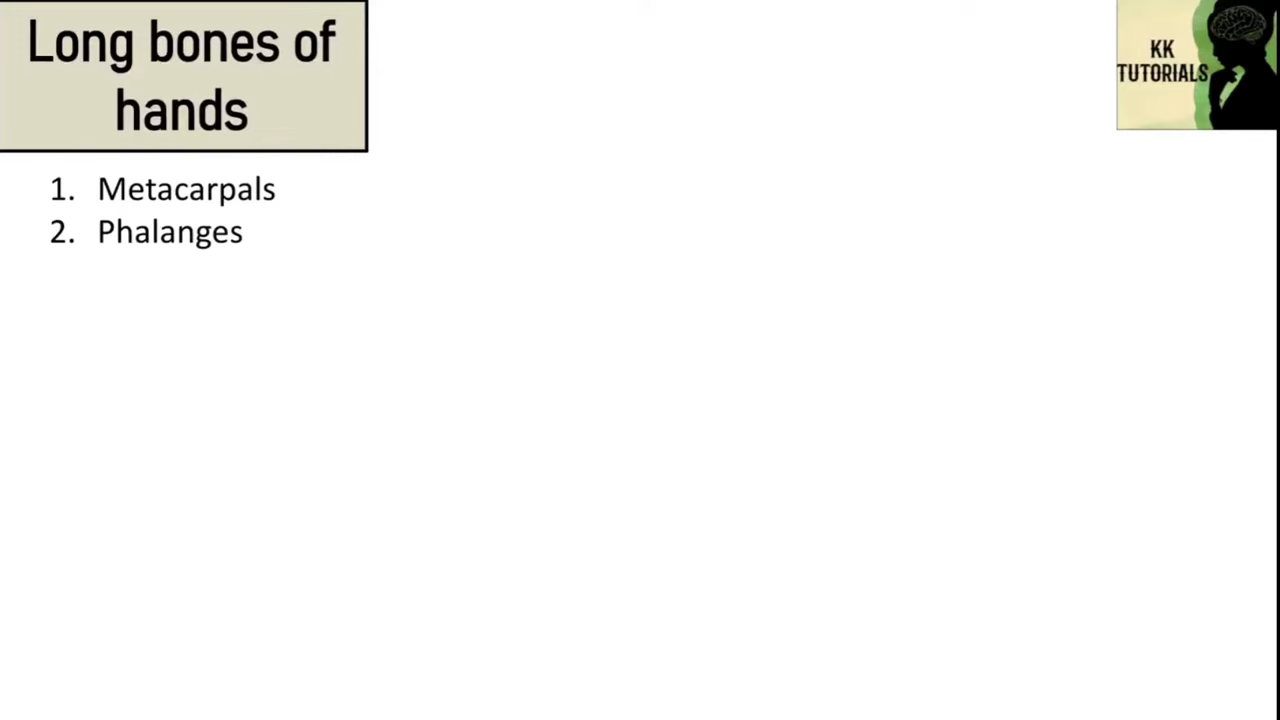 Long bones of
hands
KK
TUTORIALS
1. Metacarpals
2. Phalanges